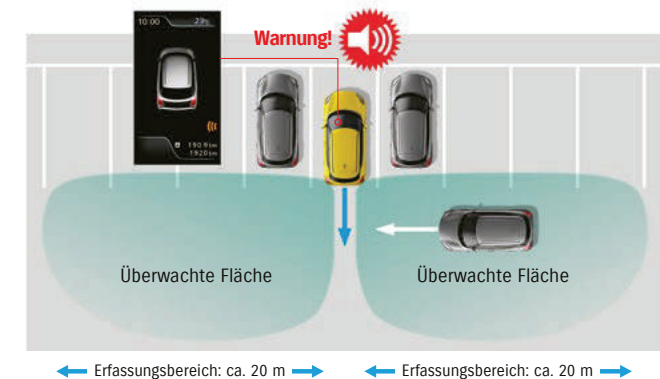 10:00 23°c
Warnung!
190.9 km
1920 km
Überwachte Fläche
Überwachte Fläche
Erfassungsbereich: ca. 20 m
Erfassungsbereich: ca. 20 m